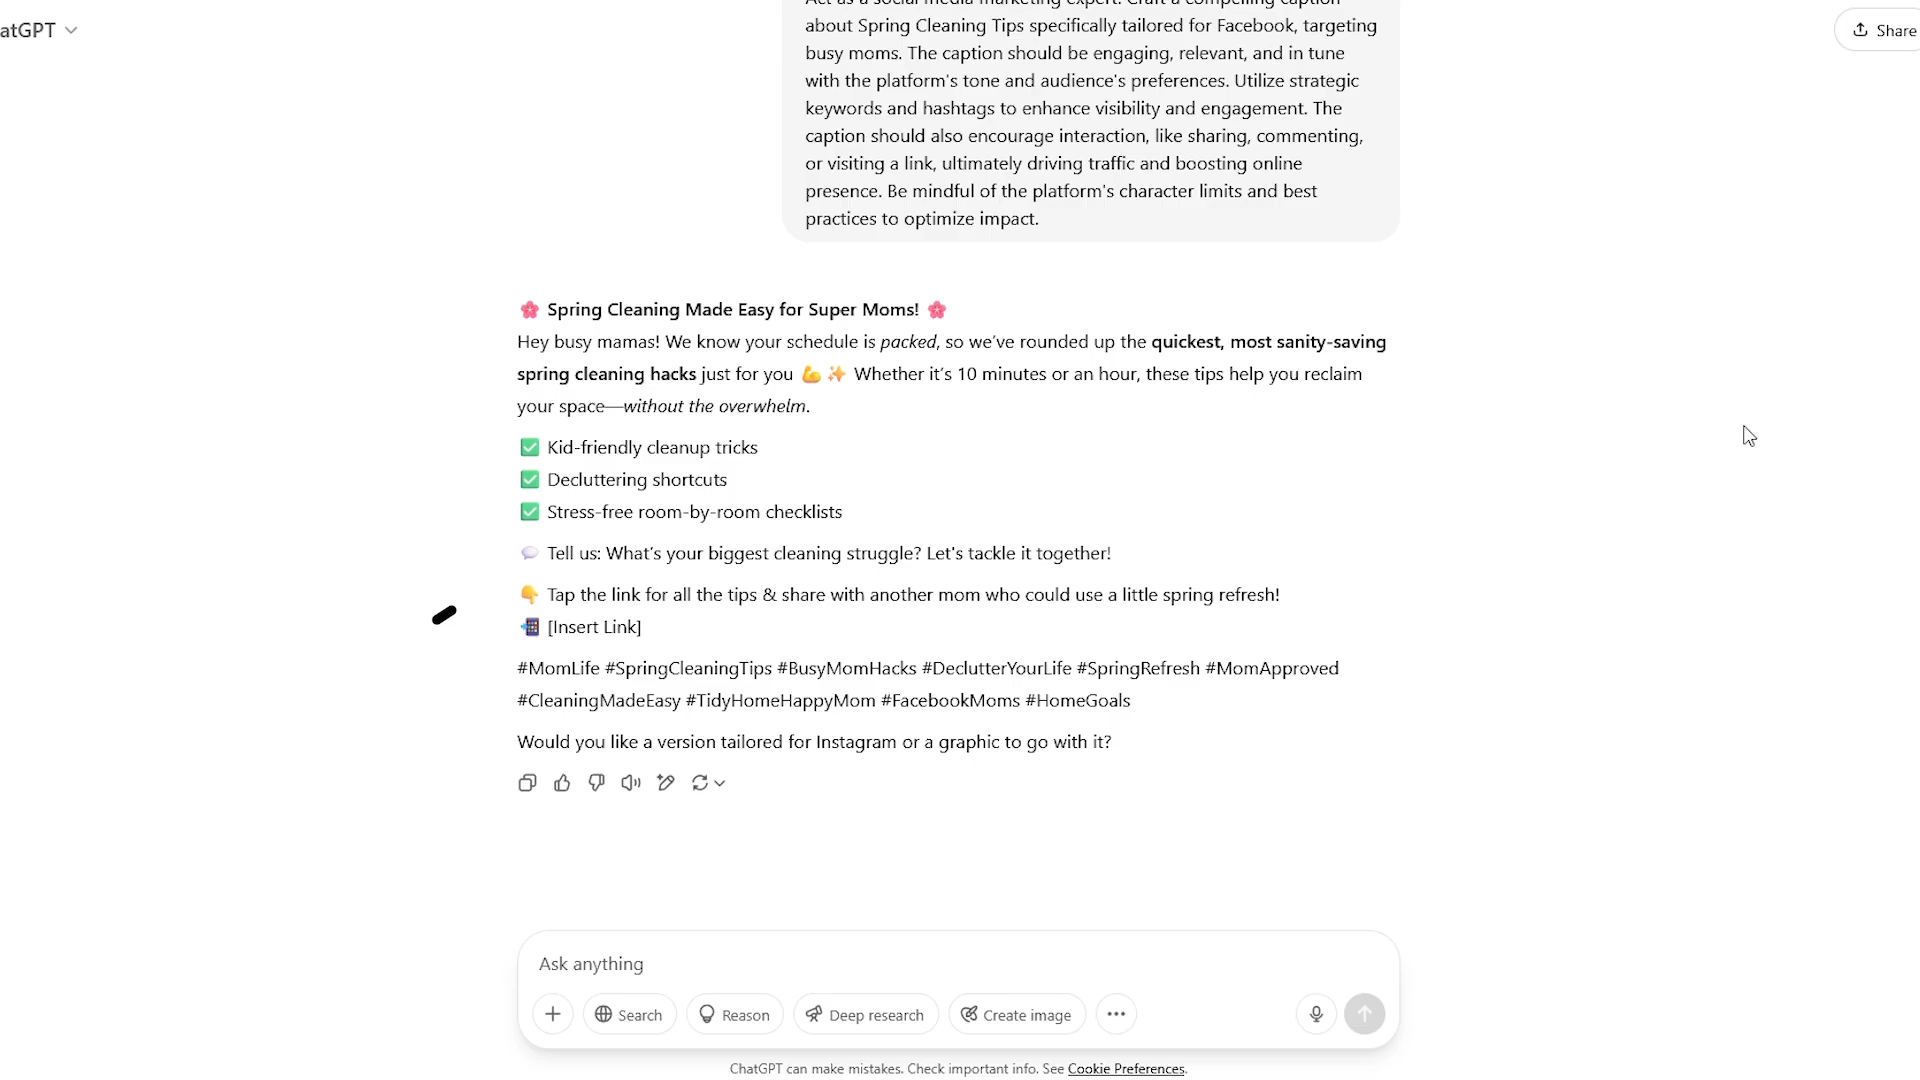 atGPT
Share
about Spring Cleaning Tips specifically tailored for Facebook, targeting
busy moms. The caption should be engaging, relevant, and in tune
with the platform's tone and audience's preferences. Utilize strategic
keywords and hashtags to enhance visibility and engagement. The
caption should also encourage interaction, like sharing, commenting,
or visiting a link, ultimately driving traffic and boosting online
presence. Be mindful of the platform's character limits and best
practices to optimize impact.
🌸 Spring Cleaning Made Easy for Super Moms! 🌸
Hey busy mamas! We know your schedule is packed, so we've rounded up the quickest, most sanity-saving
spring cleaning hacks just for you 💪✨ Whether it's 10 minutes or an hour, these tips help you reclaim
your space—without the overwhelm.
✅ Kid-friendly cleanup tricks
✅ Decluttering shortcuts
✅ Stress-free room-by-room checklists
💬 Tell us: What's your biggest cleaning struggle? Let's tackle it together!
👇 Tap the link for all the tips & share with another mom who could use a little spring refresh!
📲 [Insert Link]
#MomLife #SpringCleaningTips #BusyMomHacks #DeclutterYourLife #SpringRefresh #MomApproved
#CleaningMadeEasy #TidyHomeHappyMom #FacebookMoms #HomeGoals
Would you like a version tailored for Instagram or a graphic to go with it?
Ask anything
Search Reason Deep research Create image
ChatGPT can make mistakes. Check important info. See Cookie Preferences.